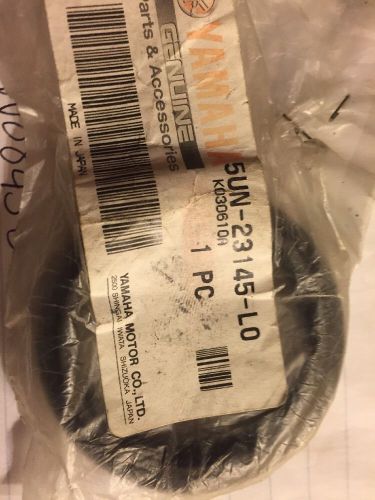 YAMAHA
GENUINE
Parts & Accessories
MADE IN JAPAN
5UN-23145-L0
KD30610A
1 PC
YAMAHA MOTOR CO.,LTD.
2500 SHINGAI IWATA SHIZUOKA JAPAN